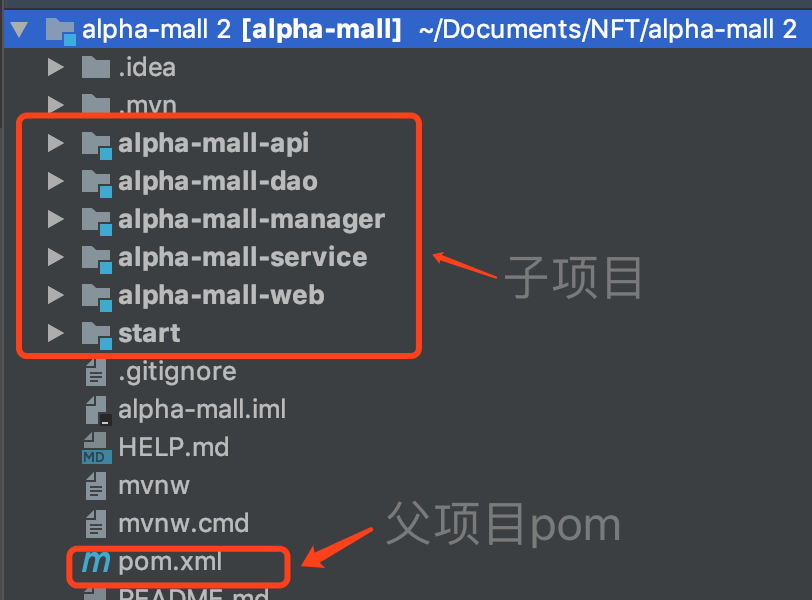 alpha-mall 2 [alpha-mall] ~/Documents/NFT/alpha-mall 2
.idea
.mvn
alpha-mall-api
alpha-mall-dao
alpha-mall-manager
alpha-mall-service
子项目
alpha-mall-web
start
.gitignore
alpha-mall.iml
MD HELP.md
mvnw
mvnw.cmd
父项目pom
m pom.xml
README.md